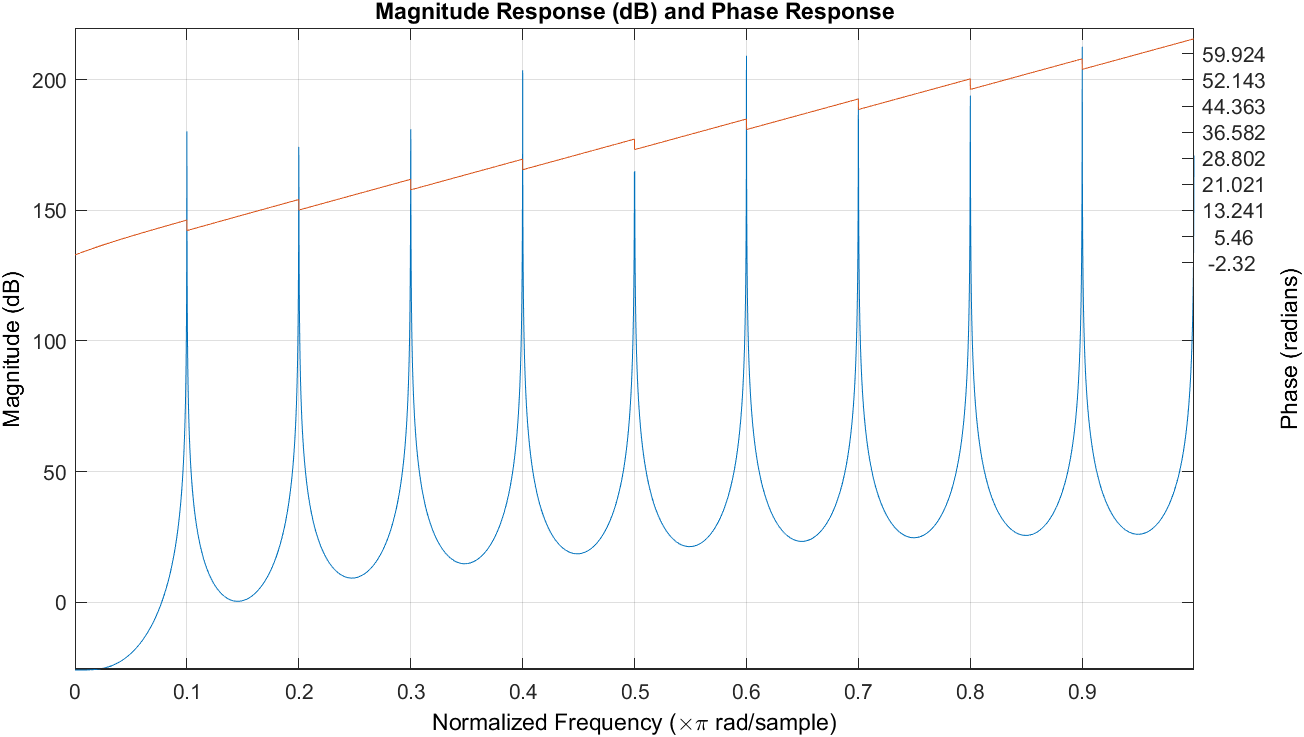 Magnitude Response (dB) and Phase Response
Magnitude (dB)
200
150
100
50
0
59.924
52.143
44.363
36.582
28.802
21.021
13.241
5.46
-2.32
Phase (radians)
0 0.1 0.2 0.3 0.4 0.5 0.6 0.7 0.8 0.9
Normalized Frequency (×π rad/sample)